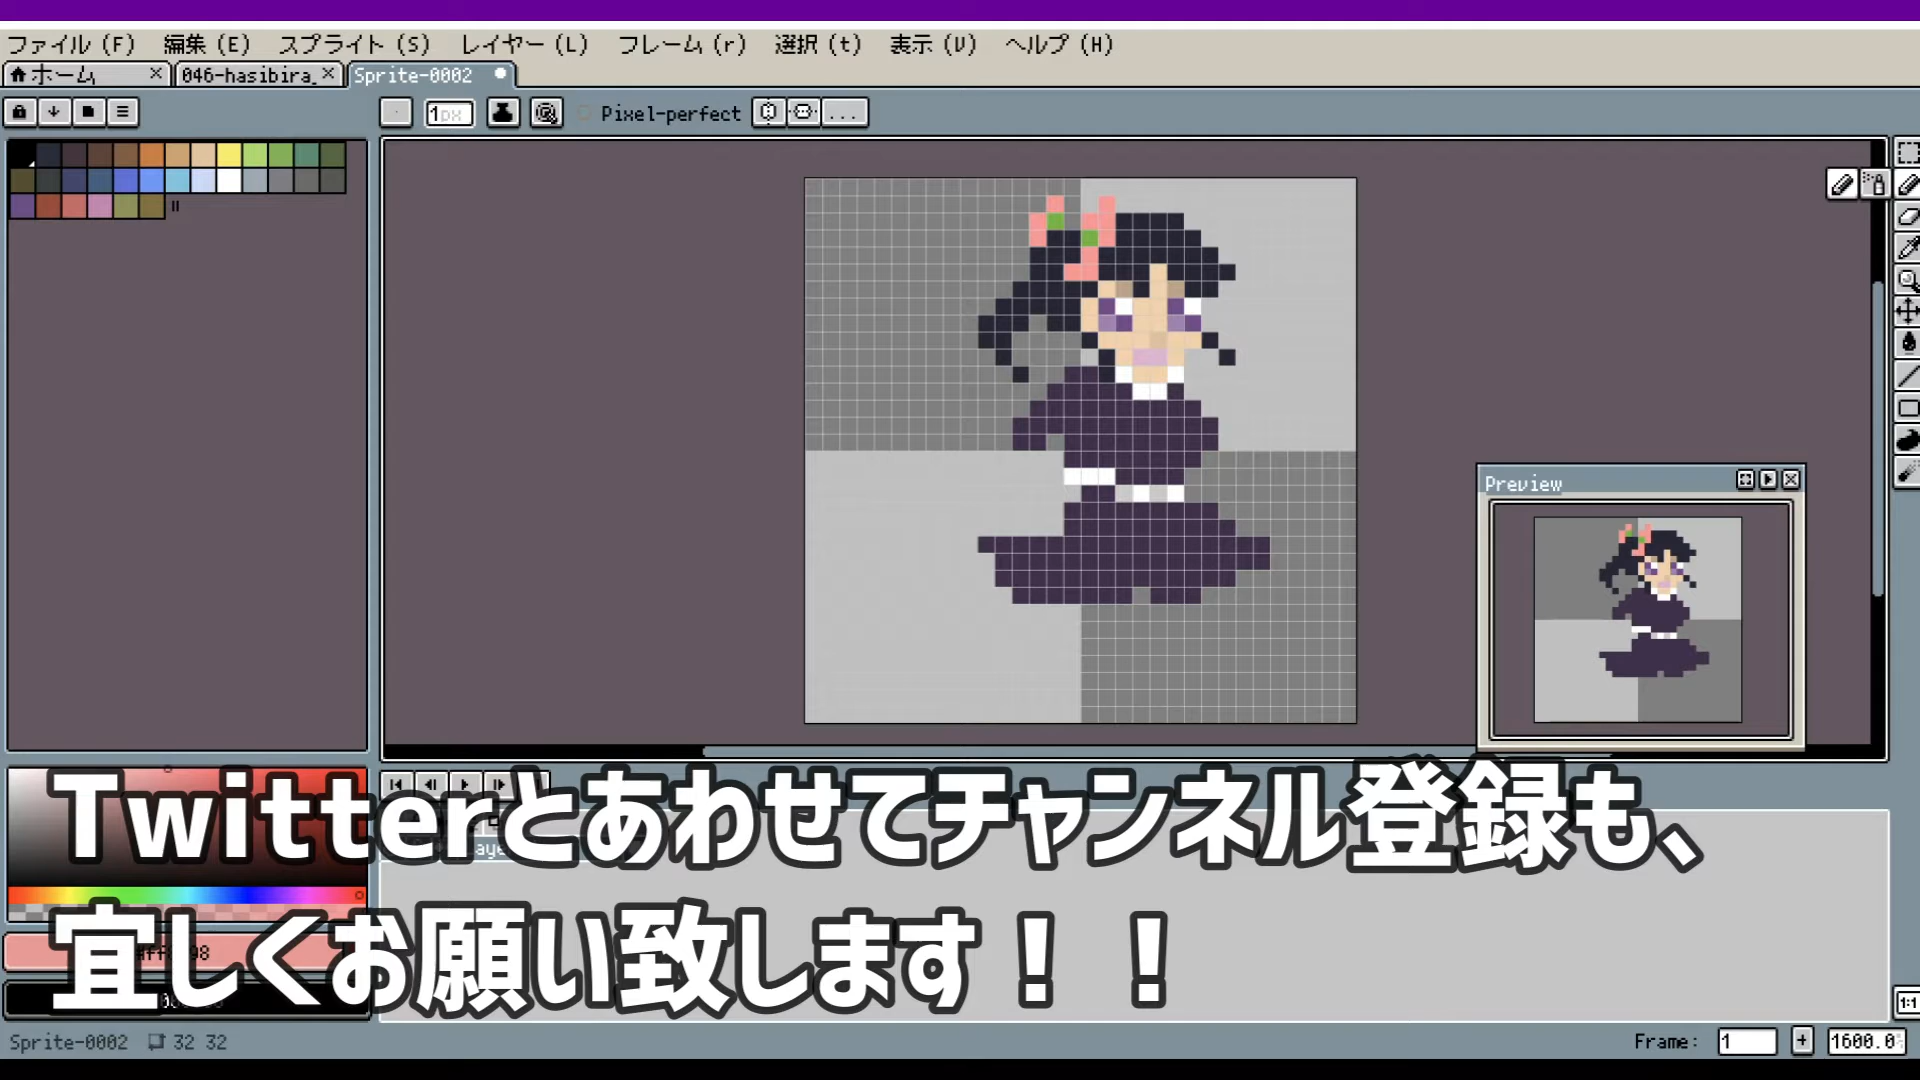 ファイル (F) 編集 (E) スプライト (S) レイヤー (L) フレーム (r) 選択 (t) 表示 (V) ヘルプ (H)
ホーム 046-hasibira_ Sprite-0002
1px Pixel-perfect ...
Preview
Twitterとあわせてチャンネル登録も、
宜しくお願い致します！！
Sprite-0002 32 32
Frame: 1 + 1600.0
1:1